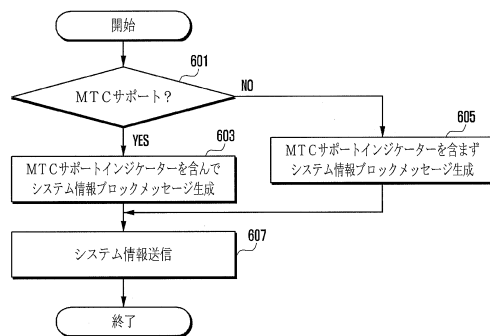 開始
601
MTCサポート？
NO
YES
603
605
MTCサポートインジケーターを含んで
システム情報ブロックメッセージ生成
MTCサポートインジケーターを含まず
システム情報ブロックメッセージ生成
607
システム情報送信
終了